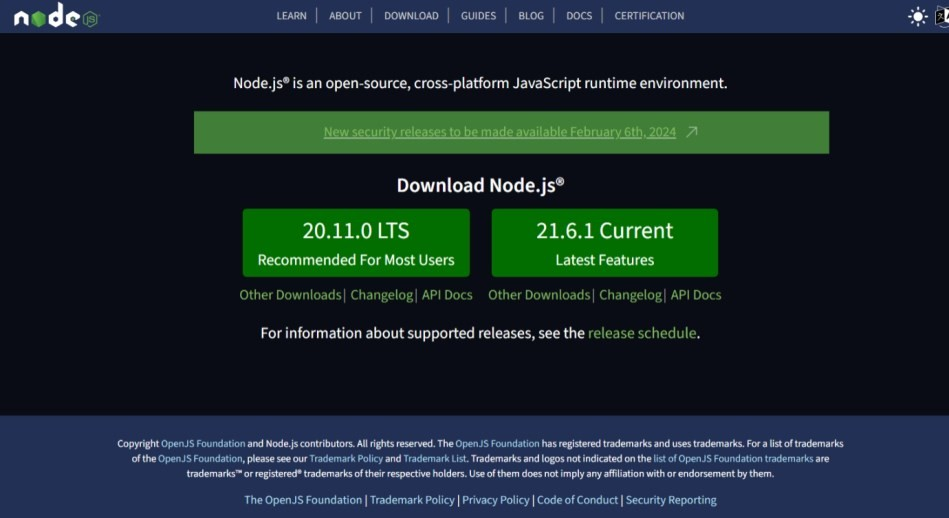 node JS
LEARN | ABOUT | DOWNLOAD | GUIDES | BLOG | DOCS | CERTIFICATION
Node.js® is an open-source, cross-platform JavaScript runtime environment.
New security releases to be made available February 6th, 2024
Download Node.js®
20.11.0 LTS
Recommended For Most Users
21.6.1 Current
Latest Features
Other Downloads| Changelog| API Docs
Other Downloads| Changelog| API Docs
For information about supported releases, see the release schedule.
Copyright OpenJS Foundation and Node.js contributors. All rights reserved. The OpenJS Foundation has registered trademarks and uses trademarks. For a list of trademarks
of the OpenJS Foundation, please see our Trademark Policy and Trademark List. Trademarks and logos not indicated on the list of OpenJS Foundation trademarks are
trademarks™ or registered® trademarks of their respective holders. Use of them does not imply any affiliation with or endorsement by them.
The OpenJS Foundation | Trademark Policy | Privacy Policy | Code of Conduct | Security Reporting